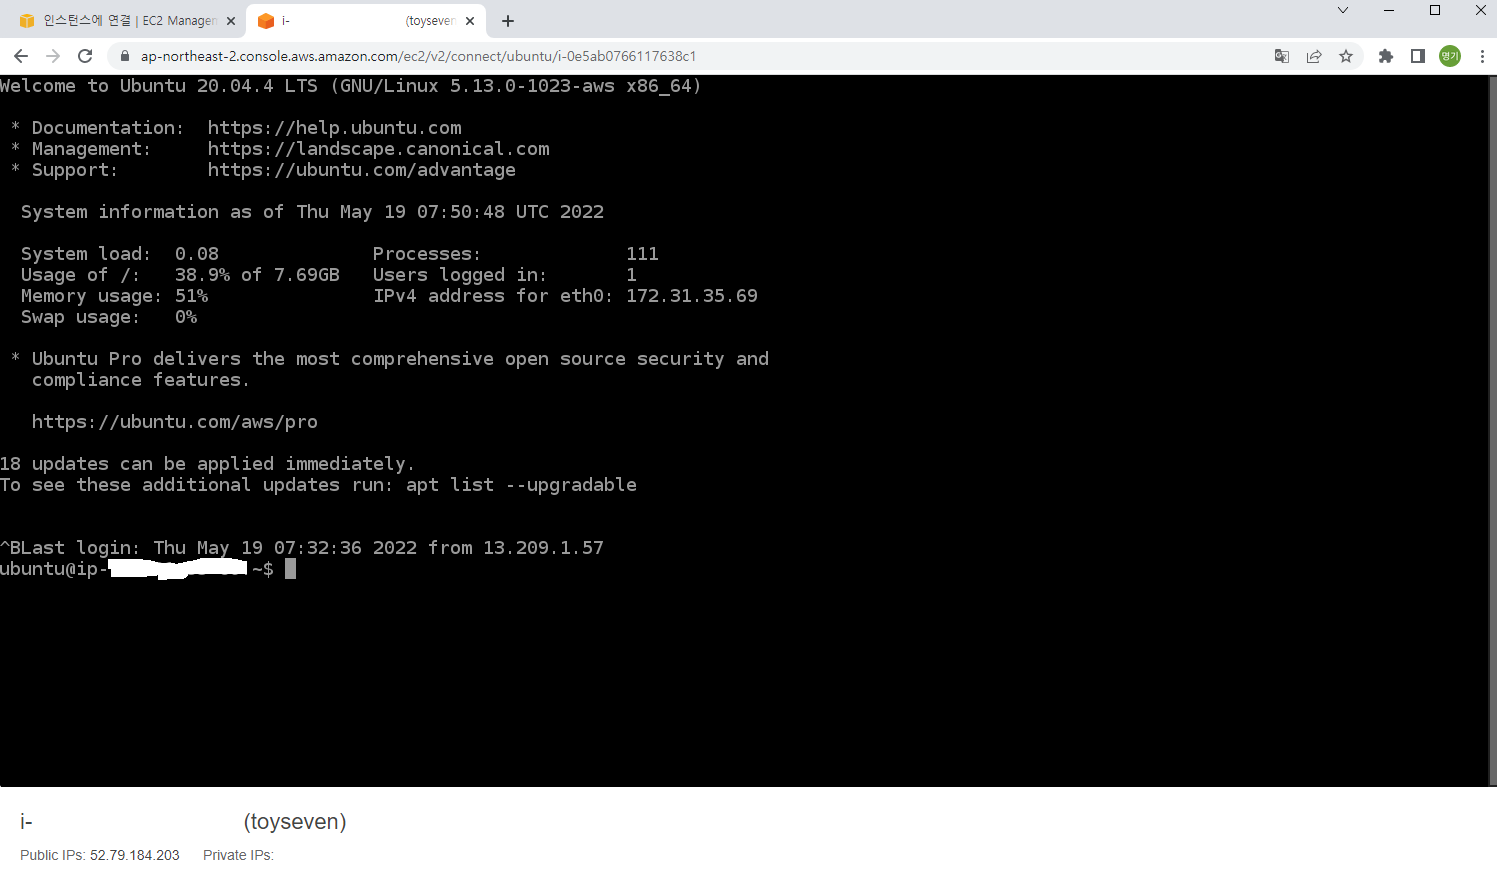 인스턴스에 연결 | EC2 Managen
i- (toyseven
ap-northeast-2.console.aws.amazon.com/ec2/v2/connect/ubuntu/i-0e5ab0766117638c1
명기
Welcome to Ubuntu 20.04.4 LTS (GNU/Linux 5.13.0-1023-aws x86_64)
* Documentation: https://help.ubuntu.com
* Management: https://landscape.canonical.com
* Support: https://ubuntu.com/advantage
System information as of Thu May 19 07:50:48 UTC 2022
System load: 0.08 Processes: 111
Usage of /: 38.9% of 7.69GB Users logged in: 1
Memory usage: 51% IPv4 address for eth0: 172.31.35.69
Swap usage: 0%
* Ubuntu Pro delivers the most comprehensive open source security and
compliance features.
https://ubuntu.com/aws/pro
18 updates can be applied immediately.
To see these additional updates run: apt list --upgradable
^BLast login: Thu May 19 07:32:36 2022 from 13.209.1.57
ubuntu@ip- ~$
i- (toyseven)
Public IPs: 52.79.184.203 Private IPs: